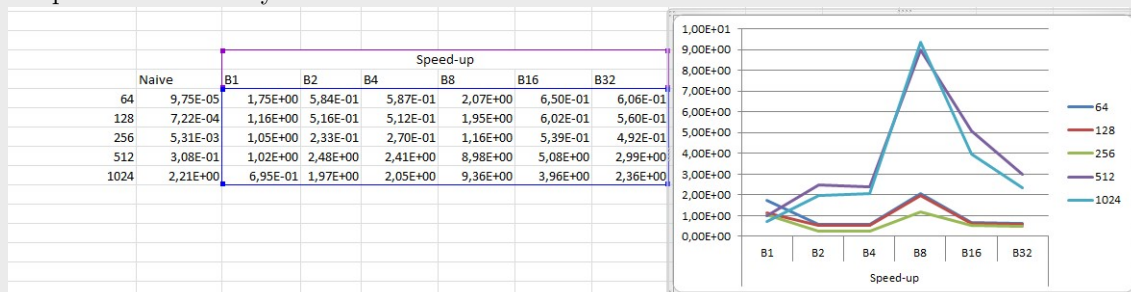 Speed-up
Naive B1 B2 B4 B8 B16 B32
64 9,75E-05 1,75E+00 5,84E-01 5,87E-01 2,07E+00 6,50E-01 6,06E-01
128 7,22E-04 1,16E+00 5,16E-01 5,12E-01 1,95E+00 6,02E-01 5,60E-01
256 5,31E-03 1,05E+00 2,33E-01 2,70E-01 1,16E+00 5,39E-01 4,92E-01
512 3,08E-01 1,02E+00 2,48E+00 2,41E+00 8,98E+00 5,08E+00 2,99E+00
1024 2,21E+00 6,95E-01 1,97E+00 2,05E+00 9,36E+00 3,96E+00 2,36E+00
1,00E+01
9,00E+00
8,00E+00
7,00E+00
6,00E+00
5,00E+00
4,00E+00
3,00E+00
2,00E+00
1,00E+00
0,00E+00
B1 B2 B4 B8 B16 B32
Speed-up
64
128
256
512
1024